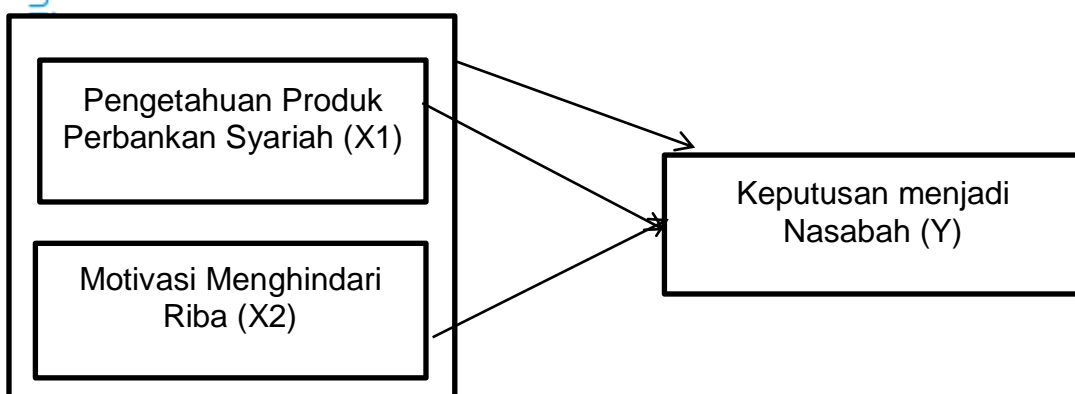 Pengetahuan Produk
Perbankan Syariah (X1)
Keputusan menjadi
Nasabah (Y)
Motivasi Menghindari
Riba (X2)